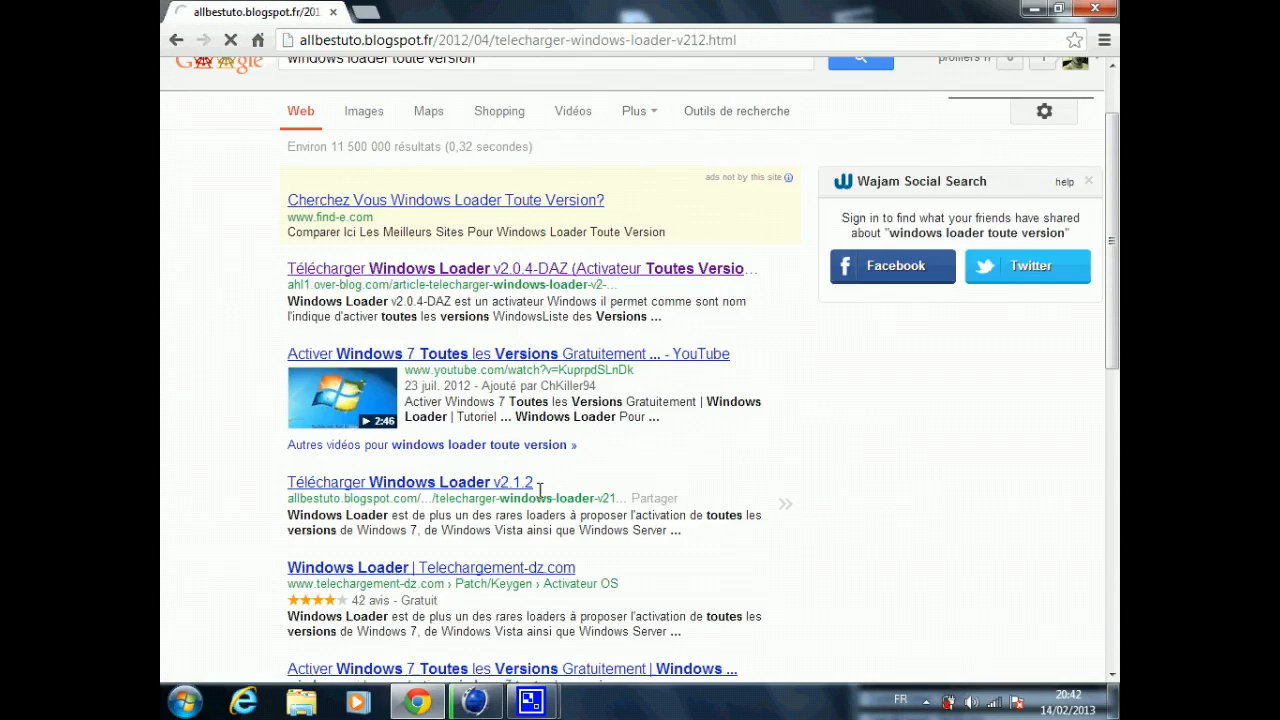 allbestuto.blogspot.fr/201
allbestuto.blogspot.fr/2012/04/telecharger-windows-loader-v212.html
Google
windows loader toute version
Web Images Maps Shopping Vidéos Plus Outils de recherche
Environ 11 500 000 résultats (0,32 secondes)
ads not by this site
Cherchez Vous Windows Loader Toute Version?
www.find-e.com
Comparer Ici Les Meilleurs Sites Pour Windows Loader Toute Version
Télécharger Windows Loader v2.0.4-DAZ (Activateur Toutes Versio...
ahl1.over-blog.com/article-telecharger-windows-loader-v2-...
Windows Loader v2.0.4-DAZ est un activateur Windows il permet comme sont nom
l'indique d'activer toutes les versions WindowsListe des Versions ...
Activer Windows 7 Toutes les Versions Gratuitement ... - YouTube
www.youtube.com/watch?v=KuprpdSLnDk
23 juil. 2012 - Ajouté par ChKiller94
Activer Windows 7 Toutes les Versions Gratuitement | Windows
Loader | Tutoriel ... Windows Loader Pour ...
2:46
Autres vidéos pour windows loader toute version »
Télécharger Windows Loader v2.1.2
allbestuto.blogspot.com/.../telecharger-windows-loader-v21... Partager
Windows Loader est de plus un des rares loaders à proposer l'activation de toutes les
versions de Windows 7, de Windows Vista ainsi que Windows Server ...
Windows Loader | Telechargement-dz.com
www.telechargement-dz.com › Patch/Keygen › Activateur OS
42 avis - Gratuit
Windows Loader est de plus un des rares loaders à proposer l'activation de toutes les
versions de Windows 7, de Windows Vista ainsi que Windows Server ...
Activer Windows 7 Toutes les Versions Gratuitement | Windows ...
Wajam Social Search help
Sign in to find what your friends have shared
about "windows loader toute version"
Facebook Twitter
FR
20:42
14/02/2013